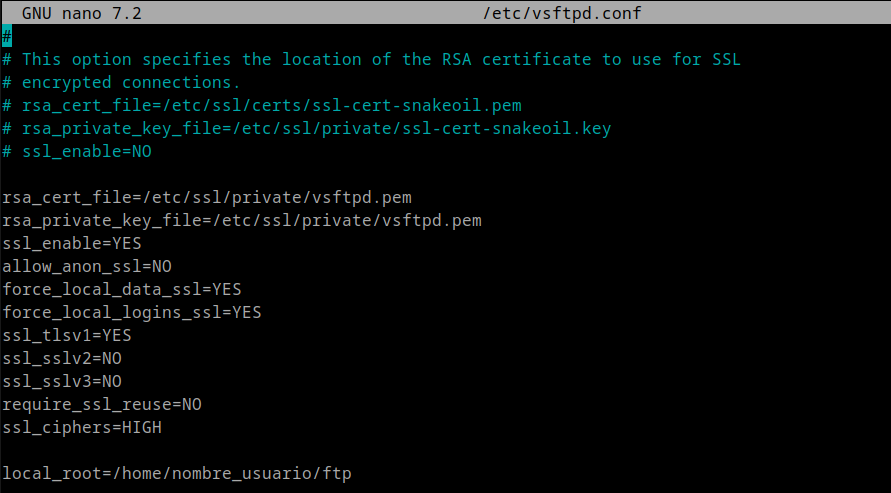 GNU nano 7.2 /etc/vsftpd.conf
#
# This option specifies the location of the RSA certificate to use for SSL
# encrypted connections.
# rsa_cert_file=/etc/ssl/certs/ssl-cert-snakeoil.pem
# rsa_private_key_file=/etc/ssl/private/ssl-cert-snakeoil.key
# ssl_enable=NO
rsa_cert_file=/etc/ssl/private/vsftpd.pem
rsa_private_key_file=/etc/ssl/private/vsftpd.pem
ssl_enable=YES
allow_anon_ssl=NO
force_local_data_ssl=YES
force_local_logins_ssl=YES
ssl_tlsv1=YES
ssl_sslv2=NO
ssl_sslv3=NO
require_ssl_reuse=NO
ssl_ciphers=HIGH
local_root=/home/nombre_usuario/ftp